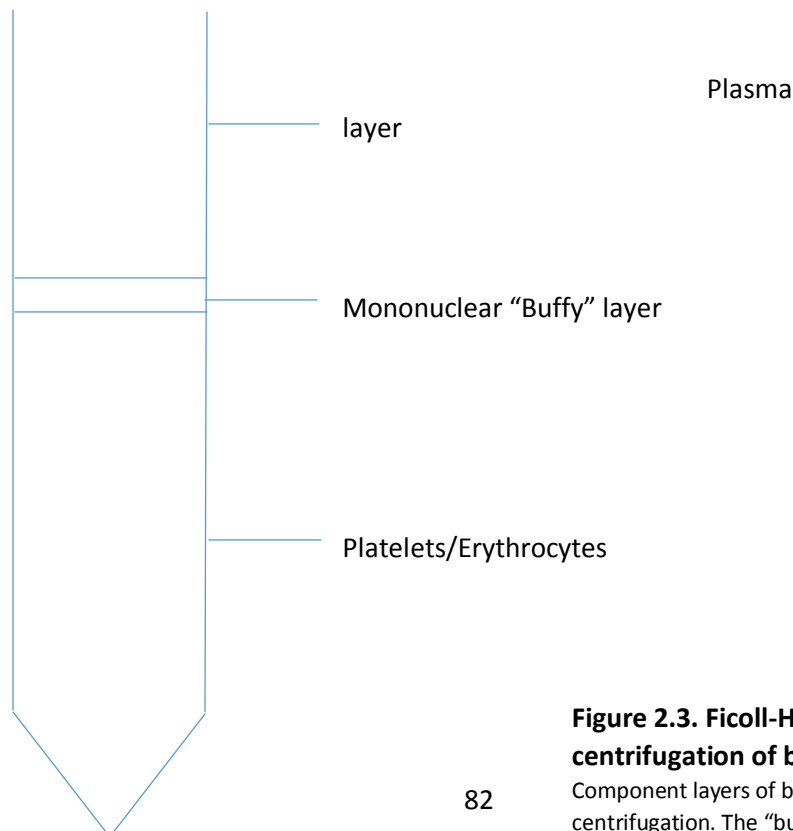 Plasma
layer
Mononuclear “Buffy” layer
Platelets/Erythrocytes
Figure 2.3. Ficoll-H
centrifugation of b
82
Component layers of b
centrifugation. The “bu